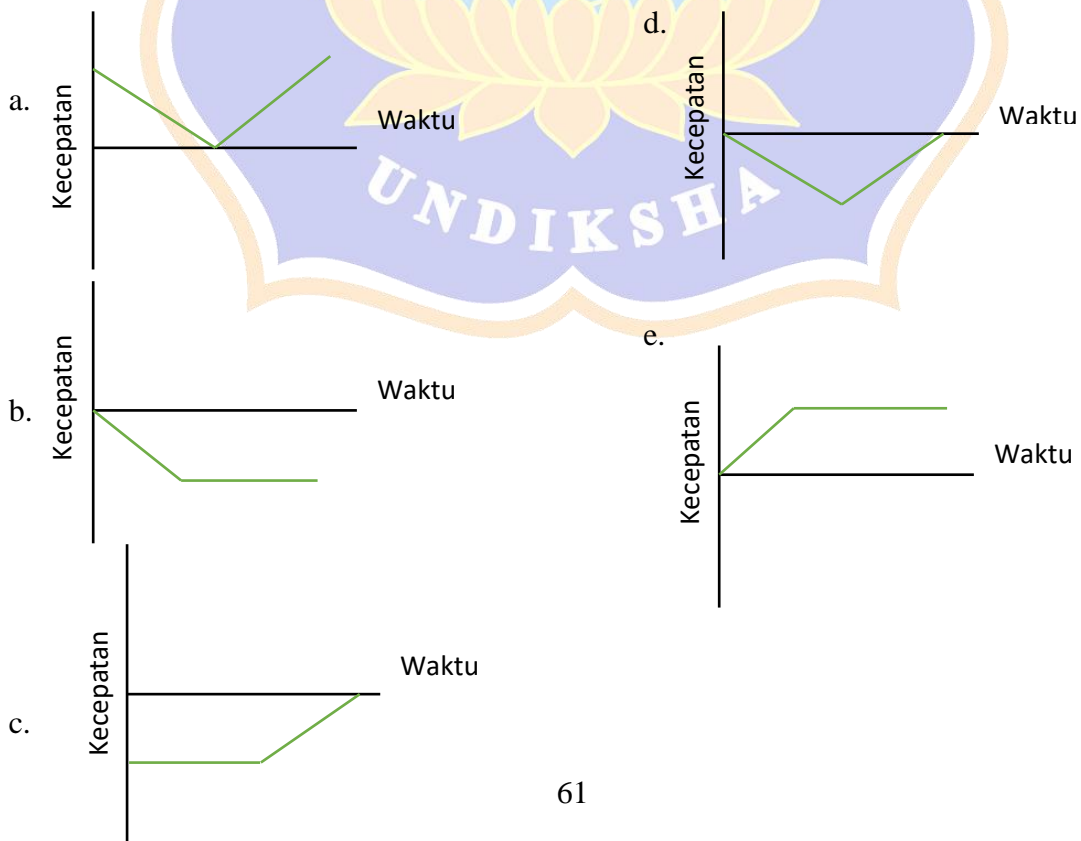 a.
Kecepatan
Waktu
b.
Kecepatan
Waktu
c.
Kecepatan
Waktu
d.
Kecepatan
Waktu
e.
Kecepatan
Waktu
UNDIKSHA
61